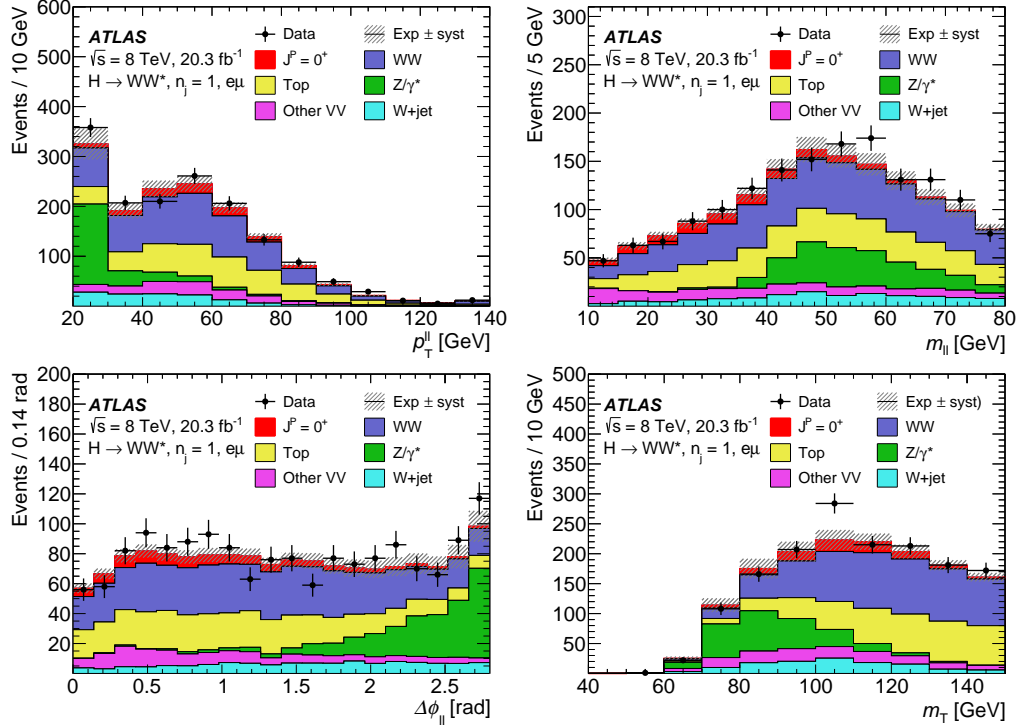 Events / 10 GeV
600
500
400
300
200
100
ATLAS
√s = 8 TeV, 20.3 fb⁻¹
H → WW*, n_j = 1, eμ
Data
Exp ± syst
J^P = 0⁺
WW
Top
Z/γ*
Other VV
W+jet
20 40 60 80 100 120 140
p_T^ll [GeV]
Events / 5 GeV
300
250
200
150
100
50
ATLAS
√s = 8 TeV, 20.3 fb⁻¹
H → WW*, n_j = 1, eμ
Data
Exp ± syst
J^P = 0⁺
WW
Top
Z/γ*
Other VV
W+jet
10 20 30 40 50 60 70 80
m_ll [GeV]
Events / 0.14 rad
200
180
160
140
120
100
80
60
40
20
ATLAS
√s = 8 TeV, 20.3 fb⁻¹
H → WW*, n_j = 1, eμ
Data
Exp ± syst
J^P = 0⁺
WW
Top
Z/γ*
Other VV
W+jet
0 0.5 1 1.5 2 2.5
Δϕ_ll [rad]
Events / 10 GeV
500
450
400
350
300
250
200
150
100
50
ATLAS
√s = 8 TeV, 20.3 fb⁻¹
H → WW*, n_j = 1, eμ
Data
Exp ± syst)
J^P = 0⁺
WW
Top
Z/γ*
Other VV
W+jet
40 60 80 100 120 140
m_T [GeV]